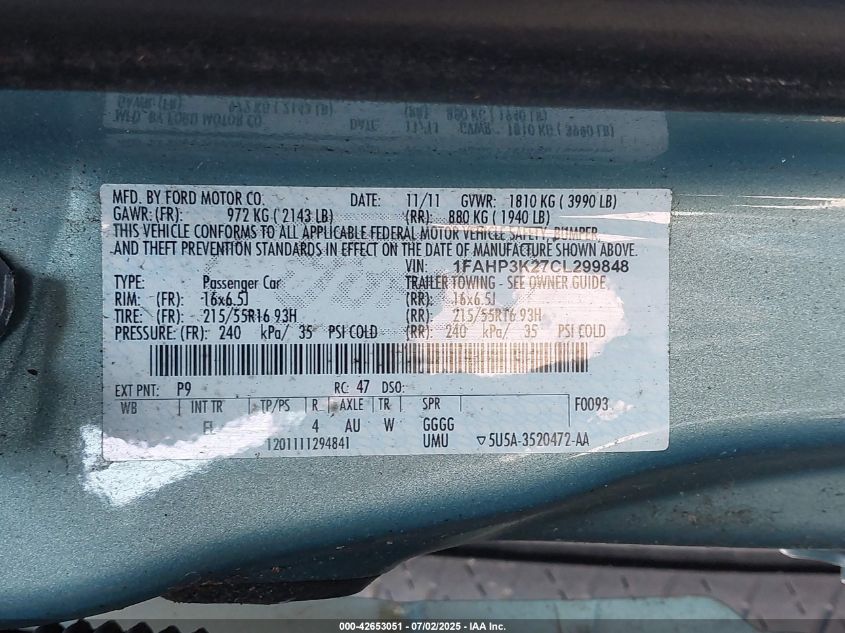 MFD. BY FORD MOTOR CO. DATE: 11/11 GVWR: 1810 KG ( 3990 LB)
GAWR: (FR): 972 KG ( 2143 LB) (RR): 880 KG ( 1940 LB)
THIS VEHICLE CONFORMS TO ALL APPLICABLE FEDERAL MOTOR VEHICLE SAFETY, BUMPER,
AND THEFT PREVENTION STANDARDS IN EFFECT ON THE DATE OF MANUFACTURE SHOWN ABOVE.
VIN: 1FAHP3K27CL299848
TYPE: Passenger Car TRAILER TOWING - SEE OWNER GUIDE
RIM: (FR): 16x6.5J (RR): 16x6.5J
TIRE: (FR): 215/55R16 93H (RR): 215/55R16 93H
PRESSURE: (FR): 240 kPa/ 35 PSI COLD (RR): 240 kPa/ 35 PSI COLD
EXT PNT: P9 RC: 47 DSO:
WB INT TR TP/PS R AXLE TR SPR F0093
FL 4 AU W GGGG
1201111294841 UMU ▽5U5A-3520472-AA
000-42653051 - 07/02/2025 - IAA Inc.